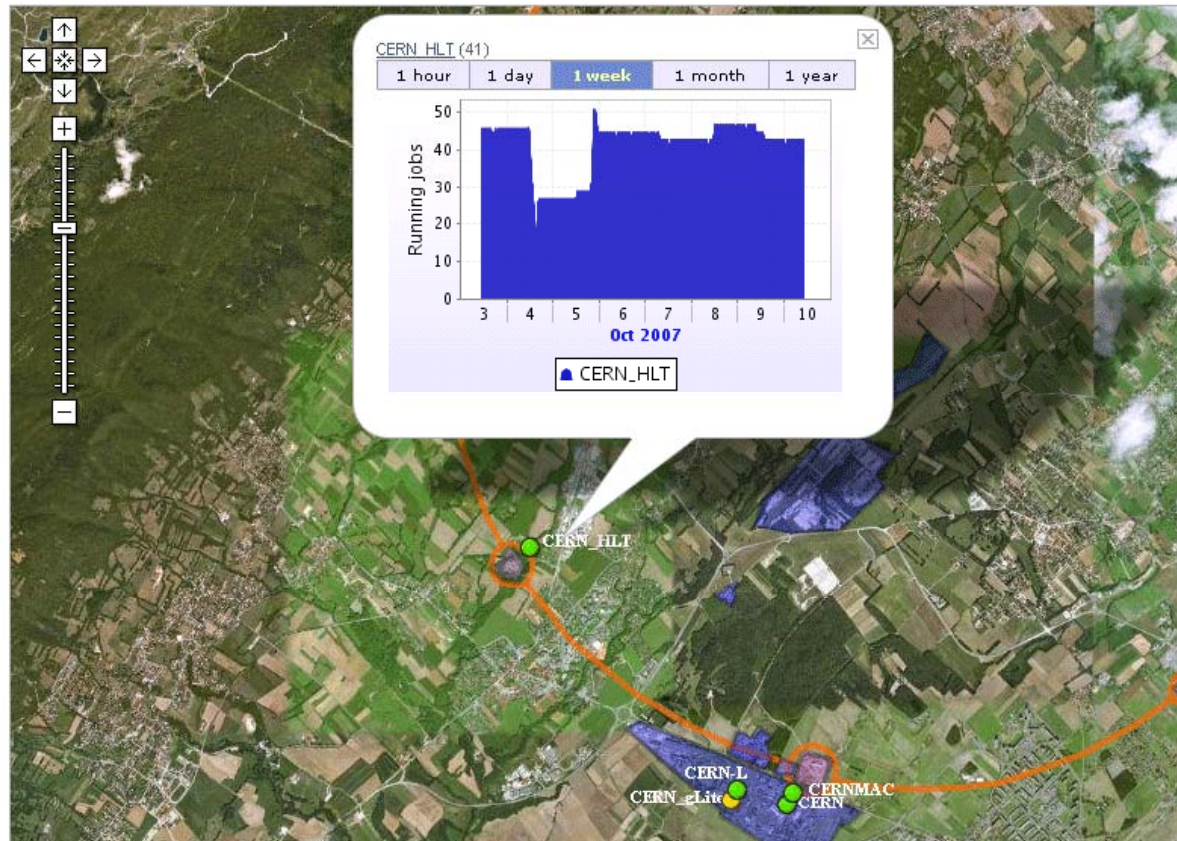 CERN_HLT (41)
1 hour 1 day 1 week 1 month 1 year
Running jobs
50
40
30
20
10
0
3 4 5 6 7 8 9 10
Oct 2007
CERN_HLT
CERN_HLT
CERN-L
CERN_gLite
CERNMAC
CERN